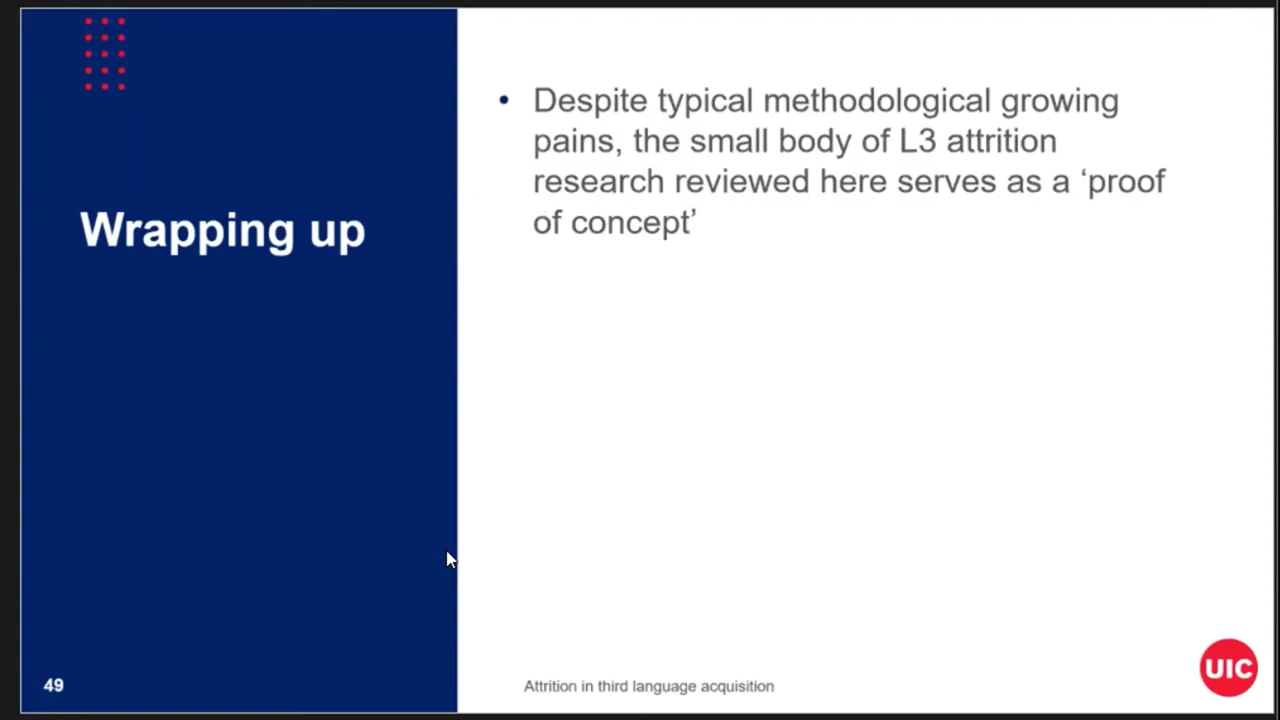 Wrapping up
• Despite typical methodological growing
pains, the small body of L3 attrition
research reviewed here serves as a ‘proof
of concept’
49
Attrition in third language acquisition
UIC